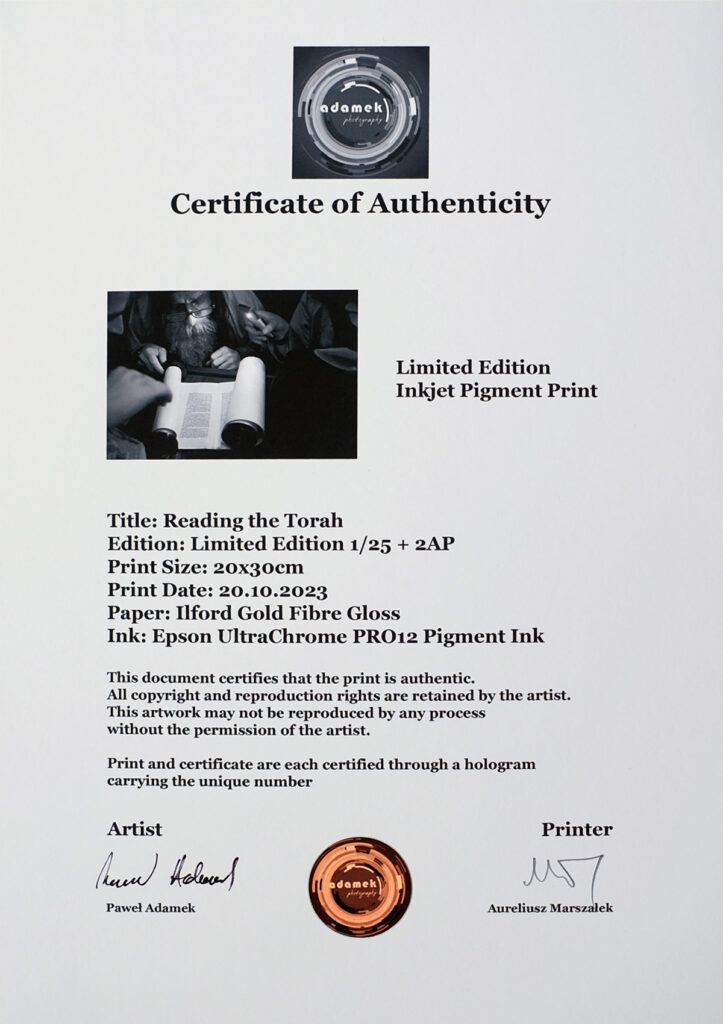 adamek
photography
Certificate of Authenticity
Limited Edition
Inkjet Pigment Print
Title: Reading the Torah
Edition: Limited Edition 1/25 + 2AP
Print Size: 20x30cm
Print Date: 20.10.2023
Paper: Ilford Gold Fibre Gloss
Ink: Epson UltraChrome PRO12 Pigment Ink
This document certifies that the print is authentic.
All copyright and reproduction rights are retained by the artist.
This artwork may not be reproduced by any process
without the permission of the artist.
Print and certificate are each certified through a hologram
carrying the unique number
Artist
Printer
adamek
photography
Paweł Adamek
Aureliusz Marszałek